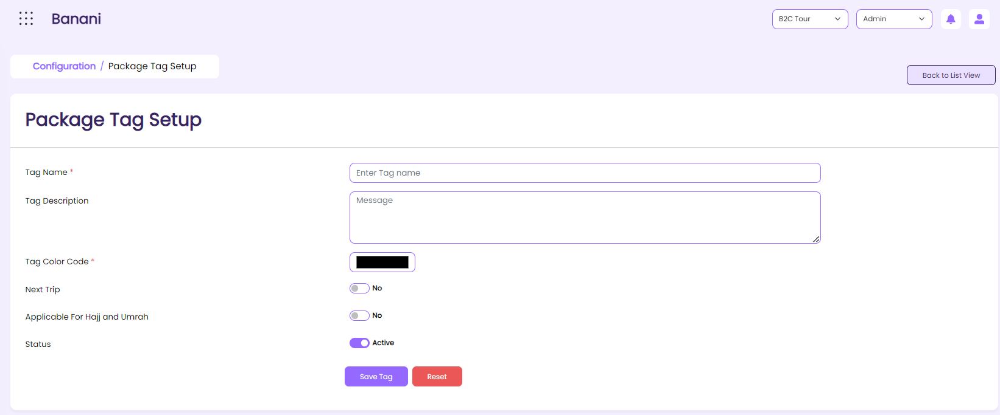 Banani
B2C Tour
Admin
Configuration / Package Tag Setup
Back to List View
Package Tag Setup
Tag Name *
Enter Tag name
Tag Description
Message
Tag Color Code *
Next Trip
No
Applicable For Hajj and Umrah
No
Status
Active
Save Tag
Reset